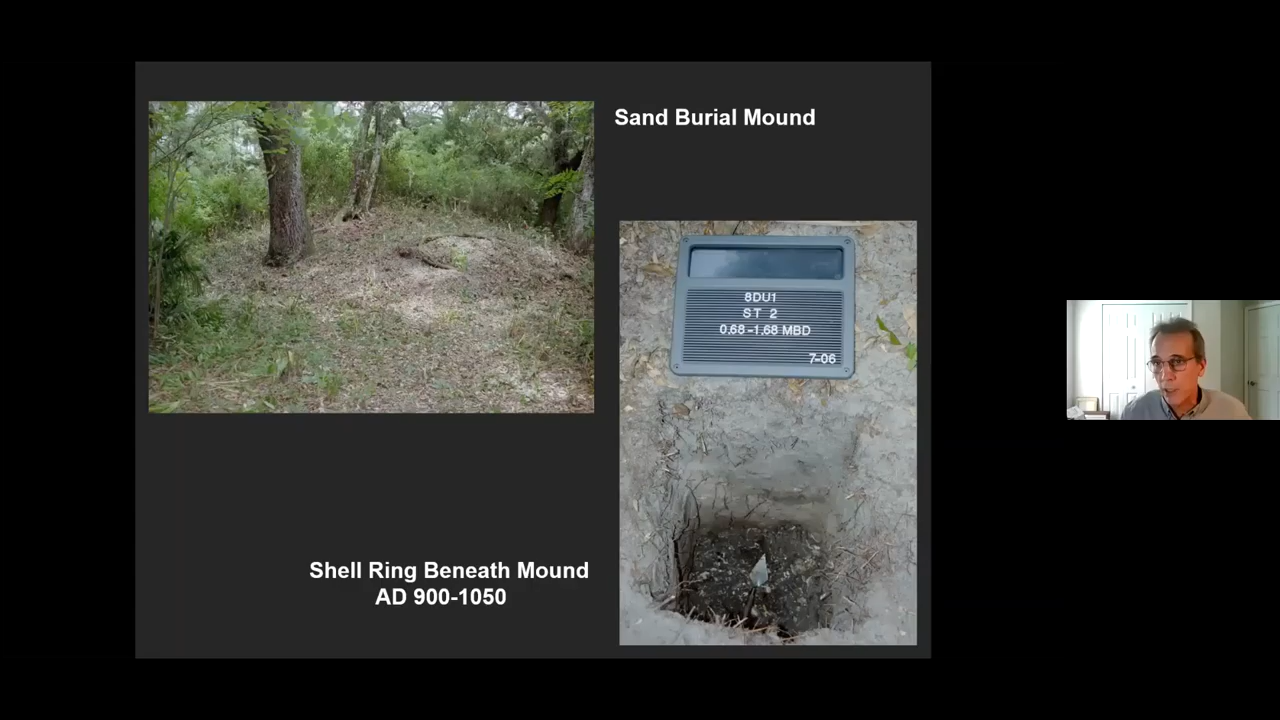 Sand Burial Mound
8DU1
ST 2
0.68-1.68 MBD
7-06
Shell Ring Beneath Mound
AD 900-1050